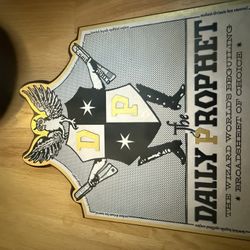 D P
the
DAILY PROPHET
THE WIZARD WORLD'S BEGUILING
★ BROADSHEET OF CHOICE ★